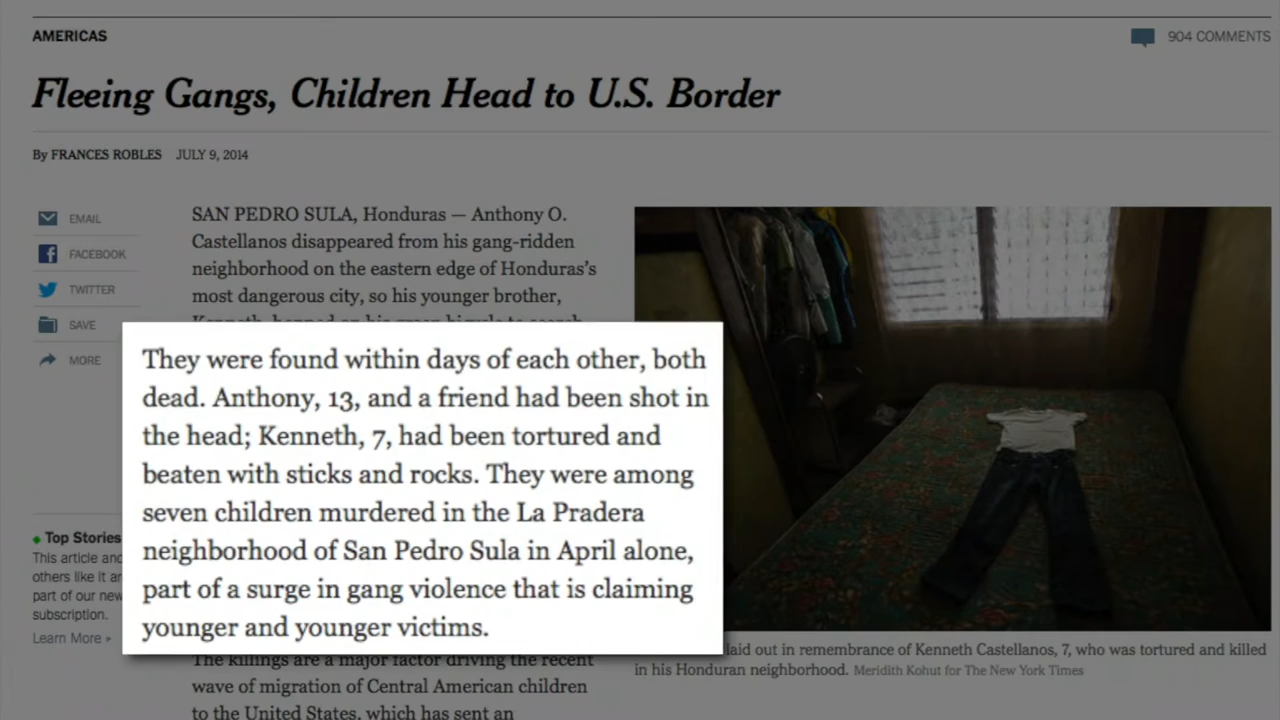 AMERICAS
904 COMMENTS
Fleeing Gangs, Children Head to U.S. Border
By FRANCES ROBLES JULY 9, 2014
EMAIL
FACEBOOK
TWITTER
SAVE
MORE
SAN PEDRO SULA, Honduras — Anthony O.
Castellanos disappeared from his gang-ridden
neighborhood on the eastern edge of Honduras's
most dangerous city, so his younger brother,
They were found within days of each other, both
dead. Anthony, 13, and a friend had been shot in
the head; Kenneth, 7, had been tortured and
beaten with sticks and rocks. They were among
seven children murdered in the La Pradera
neighborhood of San Pedro Sula in April alone,
part of a surge in gang violence that is claiming
younger and younger victims.
The killings are a major factor driving the recent
wave of migration of Central American children
to the United States, which has sent an
Top Stories
This article and
others like it
part of our new
subscription.
Learn More »
laid out in remembrance of Kenneth Castellanos, 7, who was tortured and killed
in his Honduran neighborhood. Meridith Kohut for The New York Times